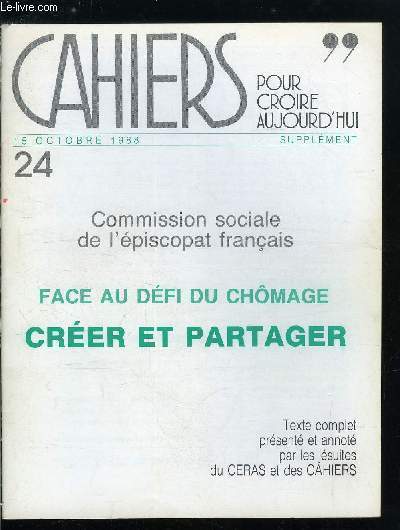 Le-livre.com
CAHIERS
POUR
CROIRE
AUJOURD'HUI
15 OCTOBRE 1988
SUPPLÉMENT
24
Commission sociale
de l'épiscopat français
FACE AU DÉFI DU CHÔMAGE
CRÉER ET PARTAGER
Texte complet
présenté et annoté
par les jésuites
du CERAS et des CAHIERS